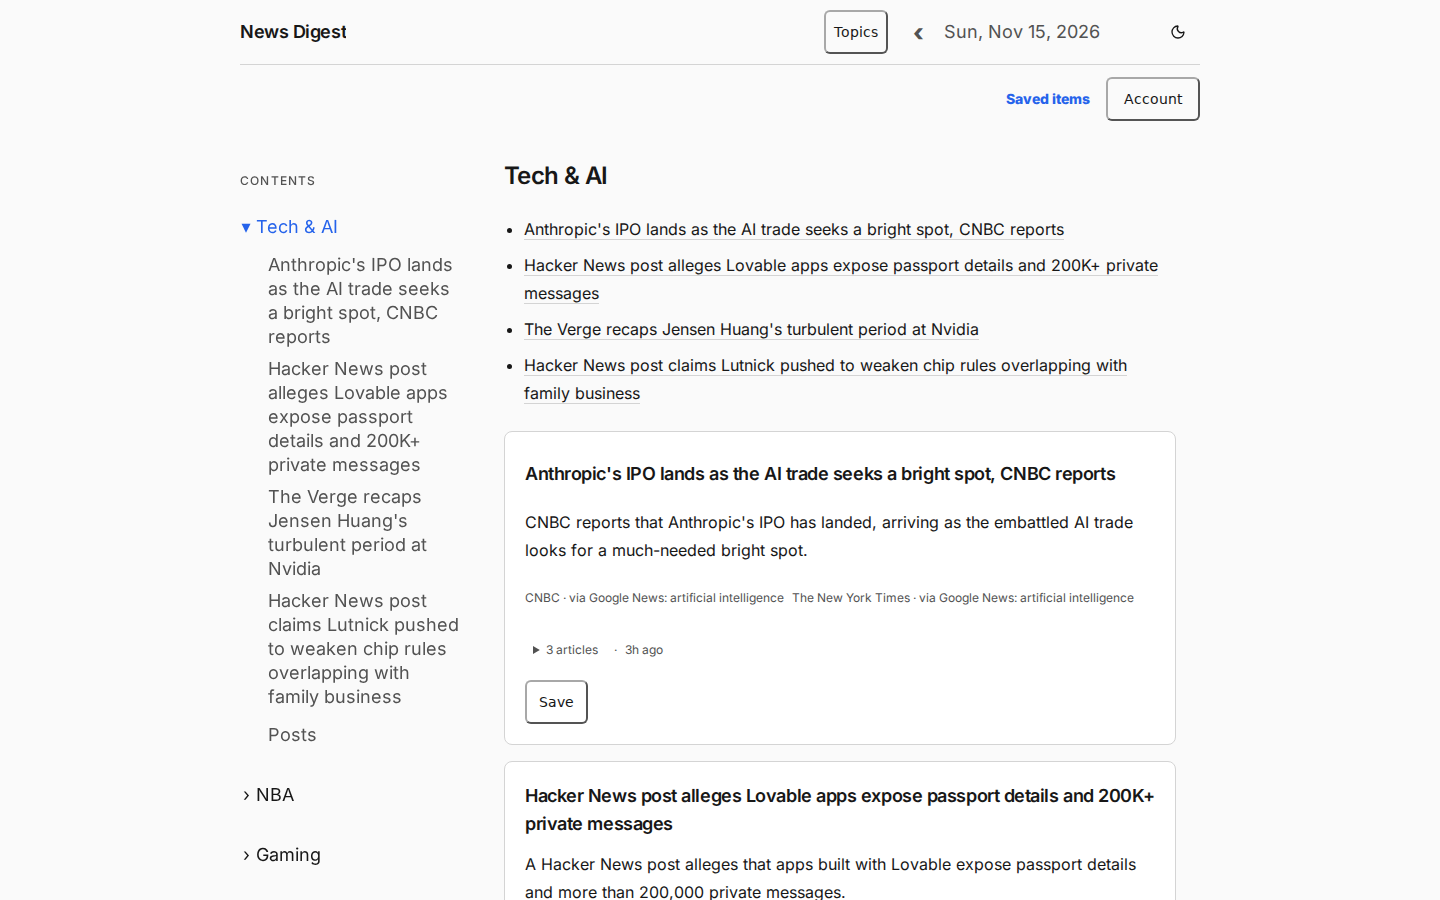 News Digest
Topics
‹ Sun, Nov 15, 2026
Saved items
Account
CONTENTS
▾ Tech & AI
Anthropic's IPO lands
as the AI trade seeks
a bright spot, CNBC
reports
Hacker News post
alleges Lovable apps
expose passport
details and 200K+
private messages
The Verge recaps
Jensen Huang's
turbulent period at
Nvidia
Hacker News post
claims Lutnick pushed
to weaken chip rules
overlapping with
family business
Posts
› NBA
› Gaming
Tech & AI
• Anthropic's IPO lands as the AI trade seeks a bright spot, CNBC reports
• Hacker News post alleges Lovable apps expose passport details and 200K+ private
messages
• The Verge recaps Jensen Huang's turbulent period at Nvidia
• Hacker News post claims Lutnick pushed to weaken chip rules overlapping with
family business
Anthropic's IPO lands as the AI trade seeks a bright spot, CNBC reports
CNBC reports that Anthropic's IPO has landed, arriving as the embattled AI trade
looks for a much-needed bright spot.
CNBC · via Google News: artificial intelligence The New York Times · via Google News: artificial intelligence
▶ 3 articles · 3h ago
Save
Hacker News post alleges Lovable apps expose passport details and 200K+
private messages
A Hacker News post alleges that apps built with Lovable expose passport details
and more than 200,000 private messages.